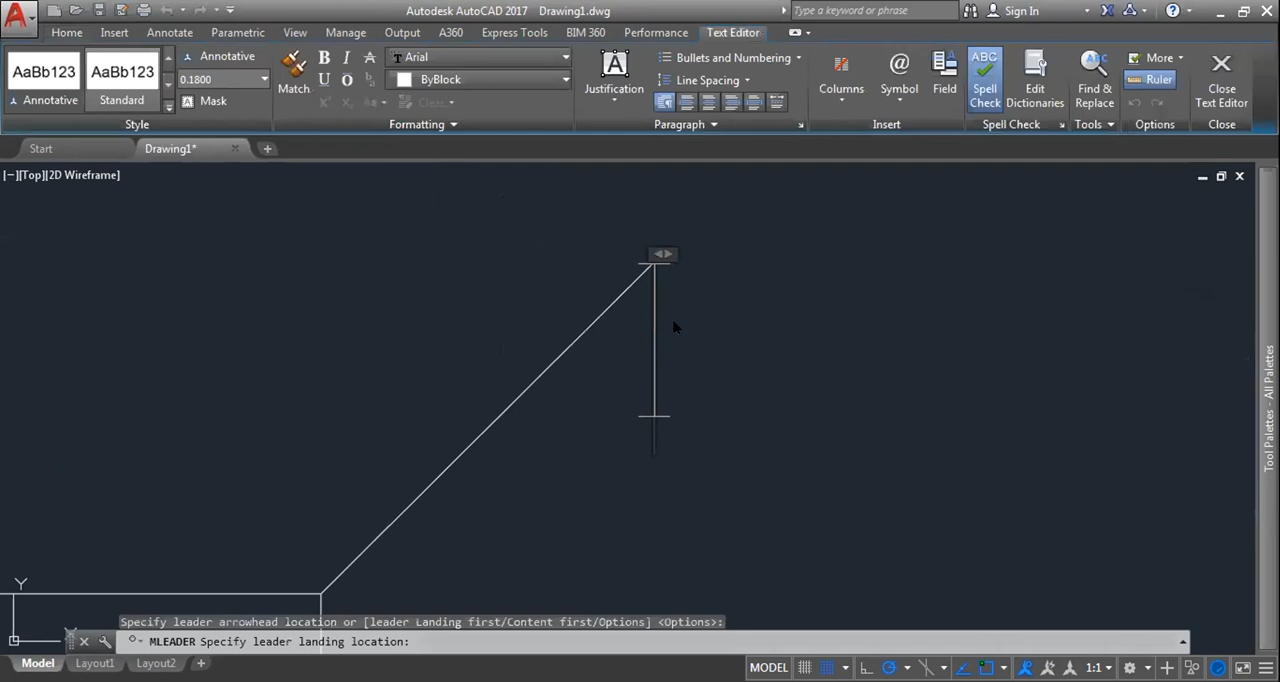 Autodesk AutoCAD 2017 Drawing1.dwg
Type a keyword or phrase
Sign In
Home Insert Annotate Parametric View Manage Output A360 Express Tools BIM 360 Performance Text Editor
AaBb123
Annotative
AaBb123
Standard
Annotative
0.1800
Mask
Style
Match
B I A
U O
Arial
ByBlock
Clear
Formatting
A
Justification
Bullets and Numbering
Line Spacing
Paragraph
Columns
@
Symbol
Field
Insert
ABC
Spell
Check
Edit
Dictionaries
Spell Check
Find &
Replace
Tools
More
Ruler
Options
Close
Text Editor
Close
Start
Drawing1*
[−][Top][2D Wireframe]
Tool Palettes - All Palettes
Y
Specify leader arrowhead location or [leader Landing first/Content first/Options] <Options>:
MLEADER Specify leader landing location:
Model Layout1 Layout2
MODEL
1:1